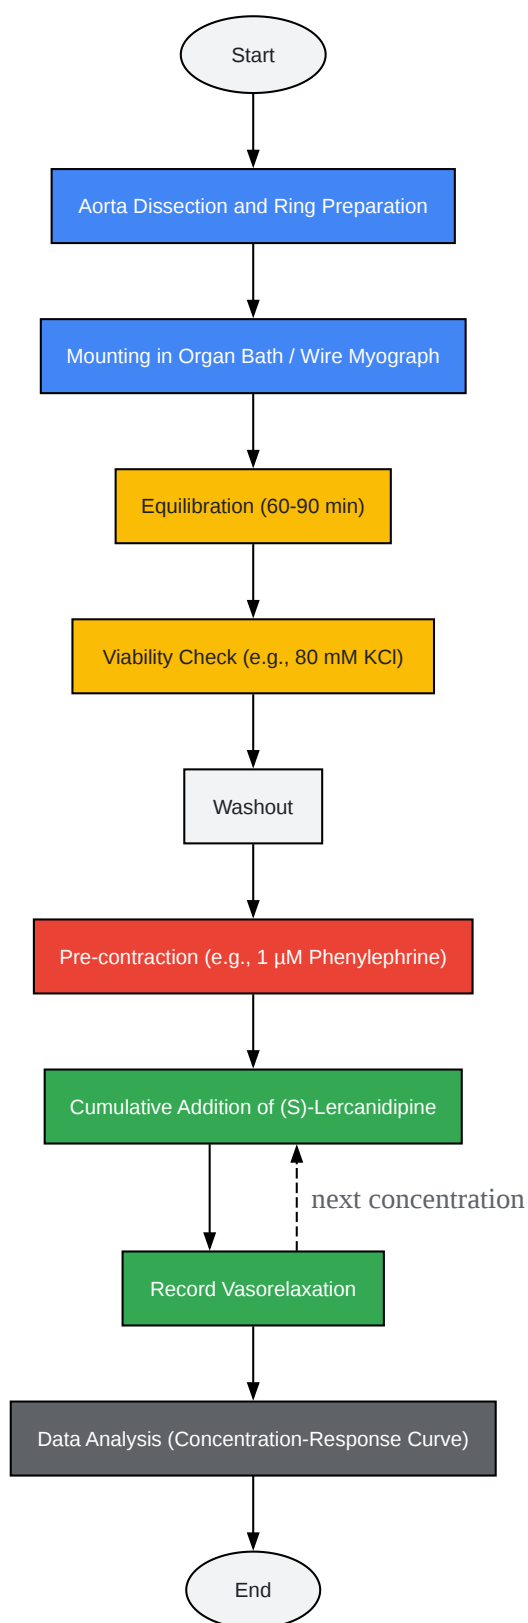 Start
Aorta Dissection and Ring Preparation
Mounting in Organ Bath / Wire Myograph
Equilibration (60-90 min)
Viability Check (e.g., 80 mM KCl)
Washout
Pre-contraction (e.g., 1 µM Phenylephrine)
Cumulative Addition of (S)-Lercanidipine
next concentration
Record Vasorelaxation
Data Analysis (Concentration-Response Curve)
End